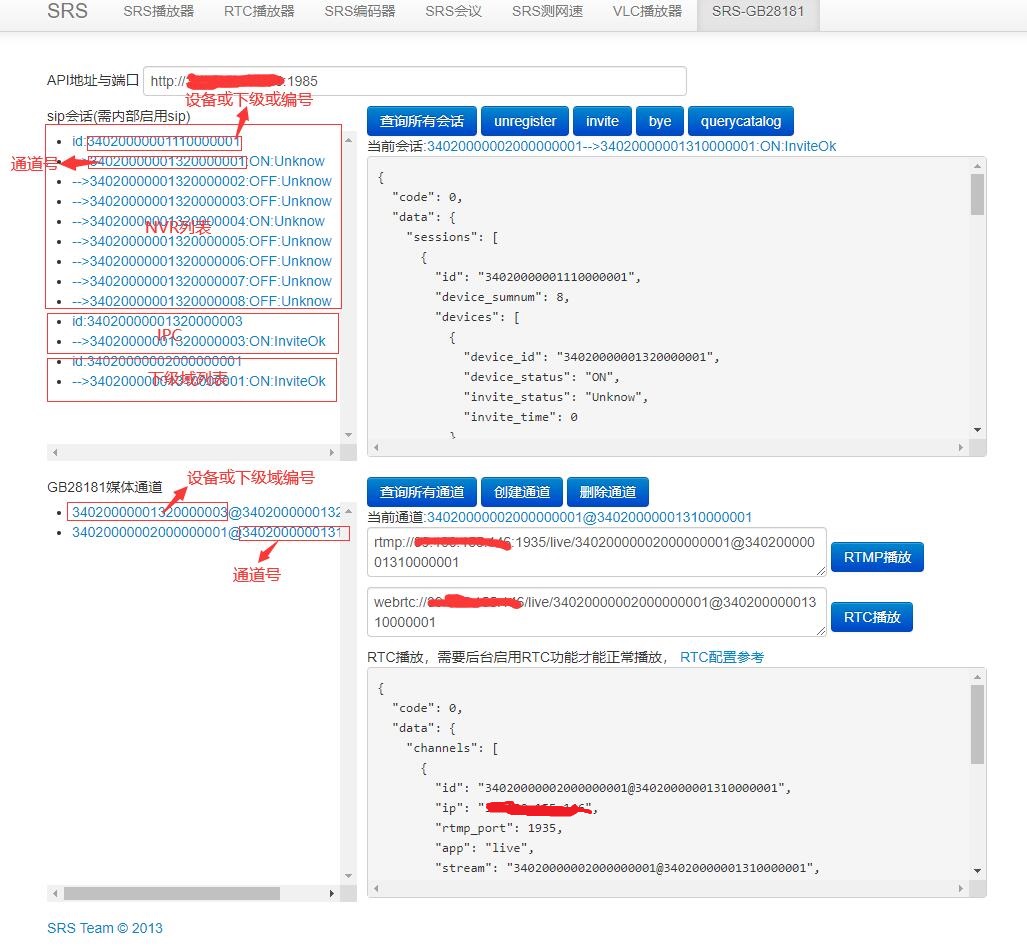 SRS SRS播放器 RTC播放器 SRS编码器 SRS会议 SRS测网速 VLC播放器 SRS-GB28181
API地址与端口 http:// :1985
设备或下级或编号
sip会话(需内部启用sip)
查询所有会话 unregister invite bye querycatalog
当前会话:34020000002000000001-->34020000001310000001:ON:InviteOk
id:34020000001110000001
通道号
-->34020000001320000001:ON:Unknow
-->34020000001320000002:OFF:Unknow
-->34020000001320000003:OFF:Unknow
-->34020000001320000004:ON:Unknow
NVR列表
-->34020000001320000005:OFF:Unknow
-->34020000001320000006:OFF:Unknow
-->34020000001320000007:OFF:Unknow
-->34020000001320000008:OFF:Unknow
id:34020000001320000003
IPC
-->34020000001320000003:ON:InviteOk
id:34020000002000000001
下级域列表
-->34020000001310000001:ON:InviteOk
{
"code": 0,
"data": {
"sessions": [
{
"id": "34020000001110000001",
"device_sumnum": 8,
"devices": [
{
"device_id": "34020000001320000001",
"device_status": "ON",
"invite_status": "Unknow",
"invite_time": 0
}
GB28181媒体通道
设备或下级域编号
34020000001320000003@340200000132
34020000002000000001@340200000131
通道号
查询所有通道 创建通道 删除通道
当前通道:34020000002000000001@34020000001310000001
rtmp:// :1935/live/34020000002000000001@340200000
01310000001
RTMP播放
webrtc:// /live/34020000002000000001@340200000013
10000001
RTC播放
RTC播放，需要后台启用RTC功能才能正常播放， RTC配置参考
{
"code": 0,
"data": {
"channels": [
{
"id": "34020000002000000001@34020000001310000001",
"ip": " ",
"rtmp_port": 1935,
"app": "live",
"stream": "34020000002000000001@34020000001310000001",
SRS Team © 2013